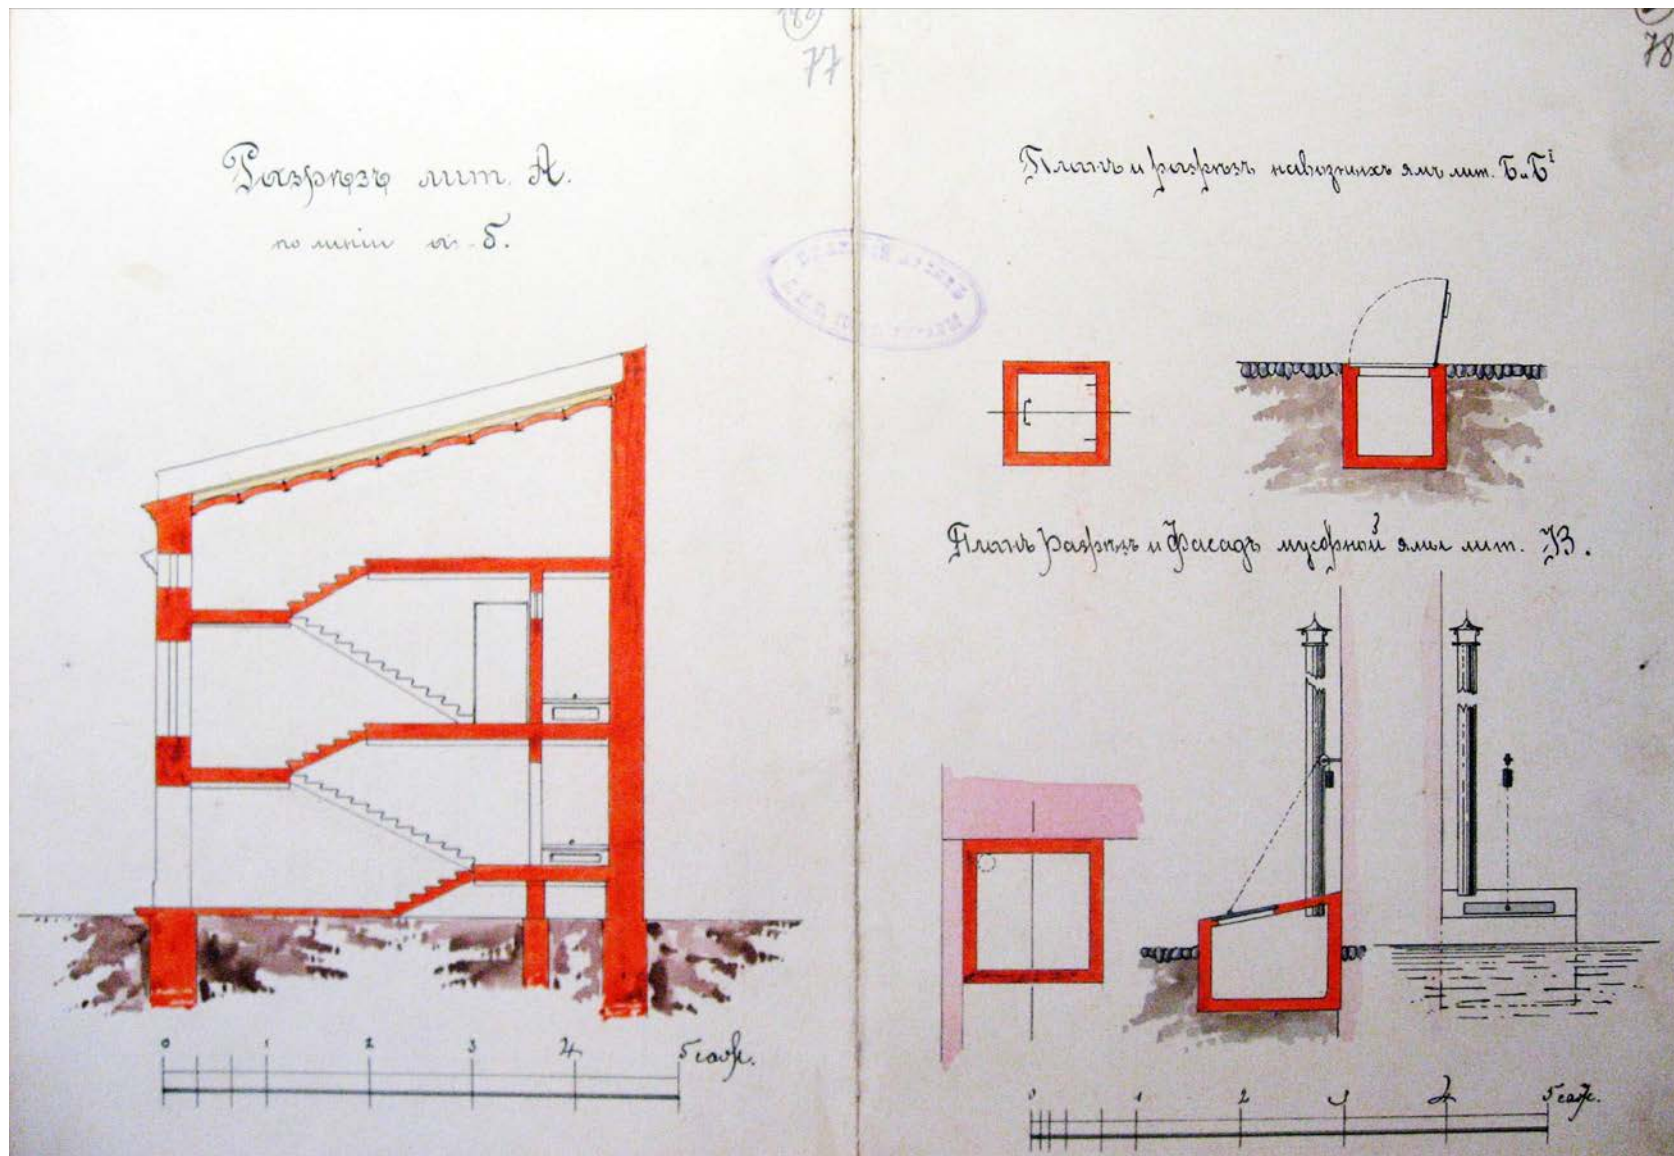 77
Разрѣзъ лит. А.
по линіи а-б.
0 1 2 3 4 5 саж.
78
Планъ и разрѣзъ навозныхъ ямъ лит. Б и Б¹
Планъ разрѣзъ и фасадъ мусорной ямы лит. В.
0 1 2 3 4 5 саж.